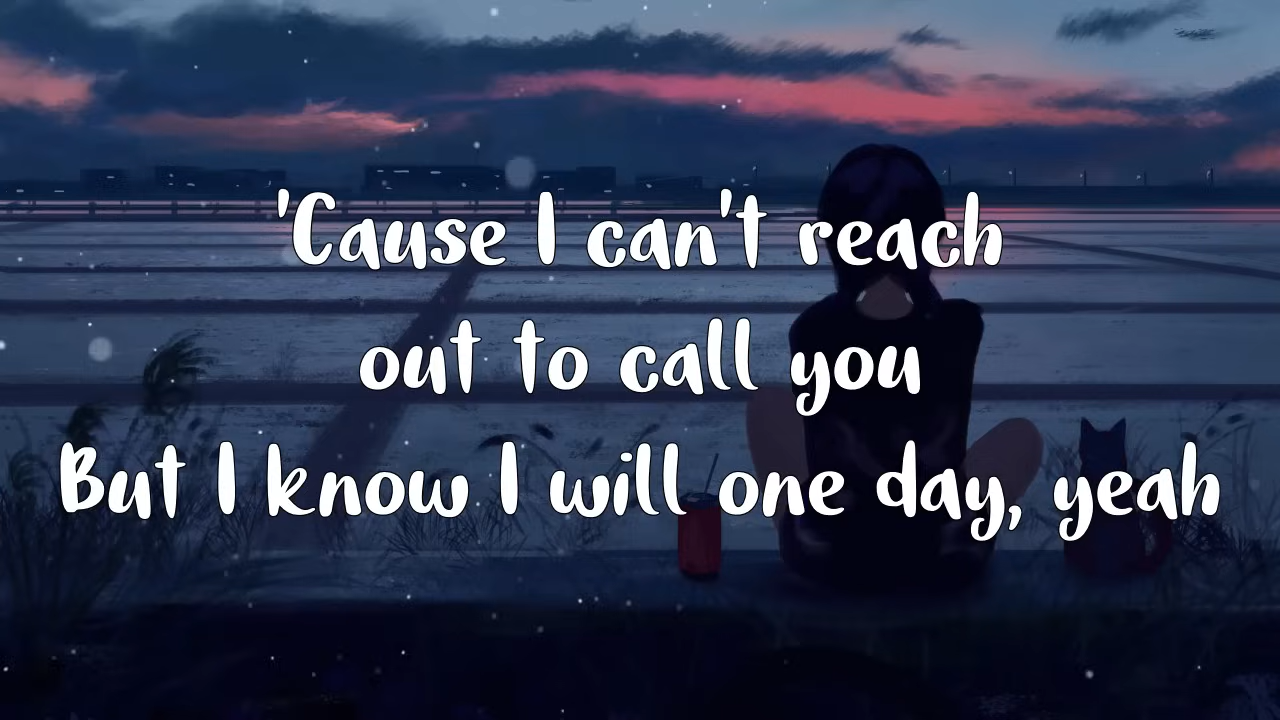 'Cause I can't reach
out to call you
But I know I will one day, yeah